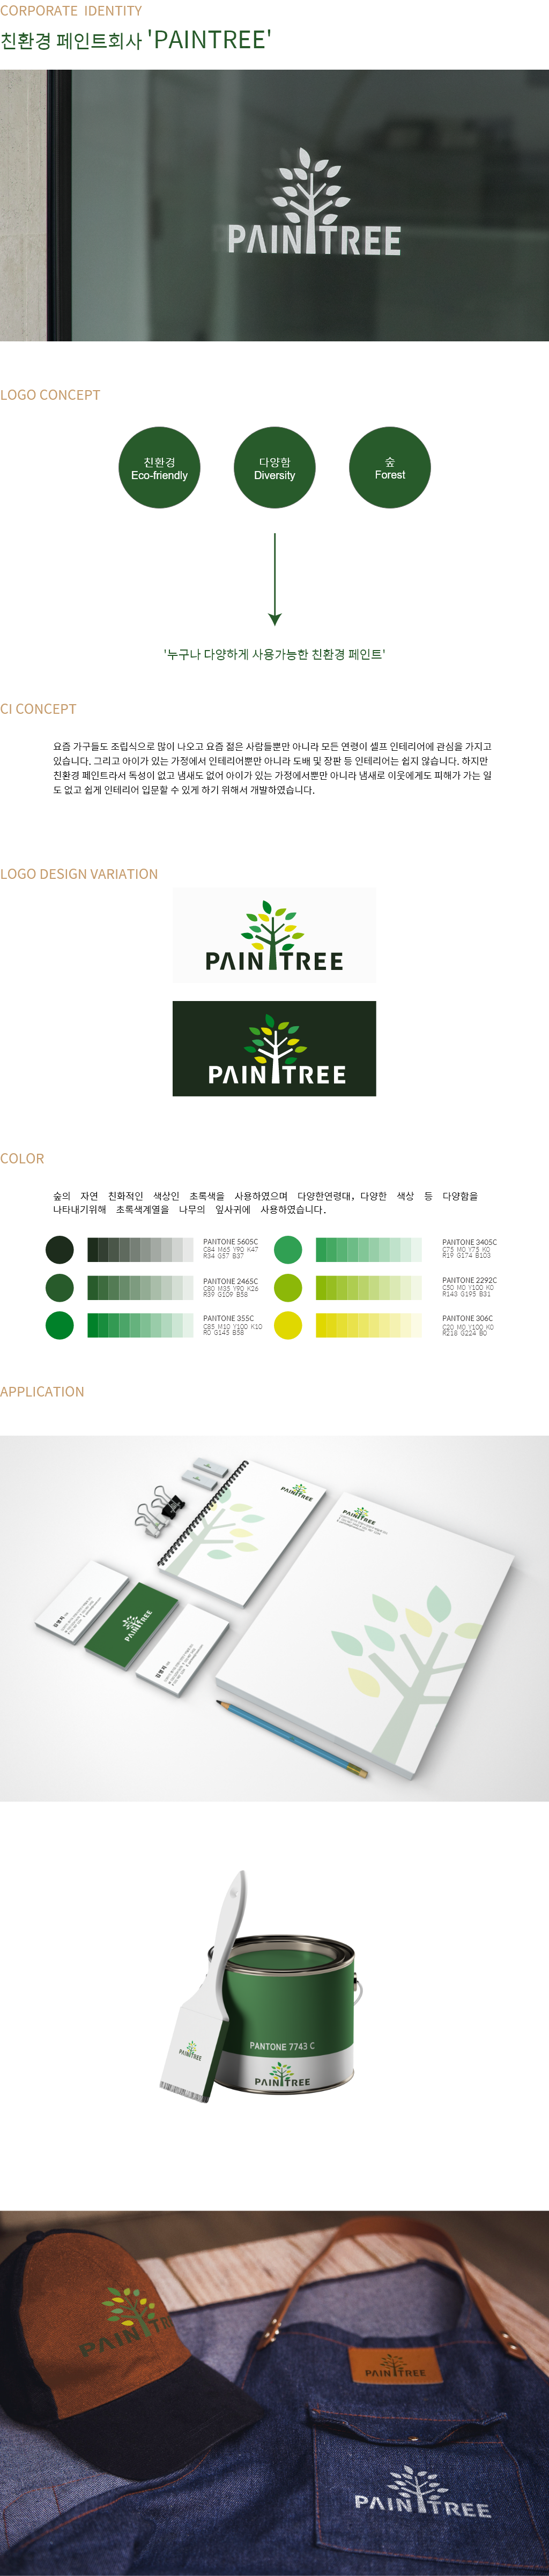 CORPORATE IDENTITY
친환경 페인트회사 'PAINTREE'
PAINTREE
LOGO CONCEPT
친환경
Eco-friendly
다양함
Diversity
숲
Forest
'누구나 다양하게 사용가능한 친환경 페인트'
CI CONCEPT
요즘 가구들도 조립식으로 많이 나오고 요즘 젊은 사람들뿐만 아니라 모든 연령이 셀프 인테리어에 관심을 가지고
있습니다. 그리고 아이가 있는 가정에서 인테리어뿐만 아니라 도배 및 장판 등 인테리어는 쉽지 않습니다. 하지만
친환경 페인트라서 독성이 없고 냄새도 없어 아이가 있는 가정에서뿐만 아니라 냄새로 이웃에게도 피해가 가는 일
도 없고 쉽게 인테리어 입문할 수 있게 하기 위해서 개발하였습니다.
LOGO DESIGN VARIATION
PAINTREE
PAINTREE
COLOR
숲의 자연 친화적인 색상인 초록색을 사용하였으며 다양한연령대, 다양한 색상 등 다양함을
나타내기위해 초록색계열을 나무의 잎사귀에 사용하였습니다.
PANTONE 5605C
C84 M65 Y90 K47
R34 G57 B37
PANTONE 3405C
C75 M0 Y75 K0
R19 G174 B103
PANTONE 2465C
C80 M35 Y90 K26
R39 G109 B58
PANTONE 2292C
C50 M0 Y100 K0
R143 G195 B31
PANTONE 355C
C85 M10 Y100 K10
R0 G145 B58
PANTONE 306C
C20 M0 Y100 K0
R218 G224 B0
APPLICATION
PAINTREE
PAINTREE
PAINTREE
PANTONE 7743 C
PAINTREE
PAINTREE
PAINTREE
PAINTREE